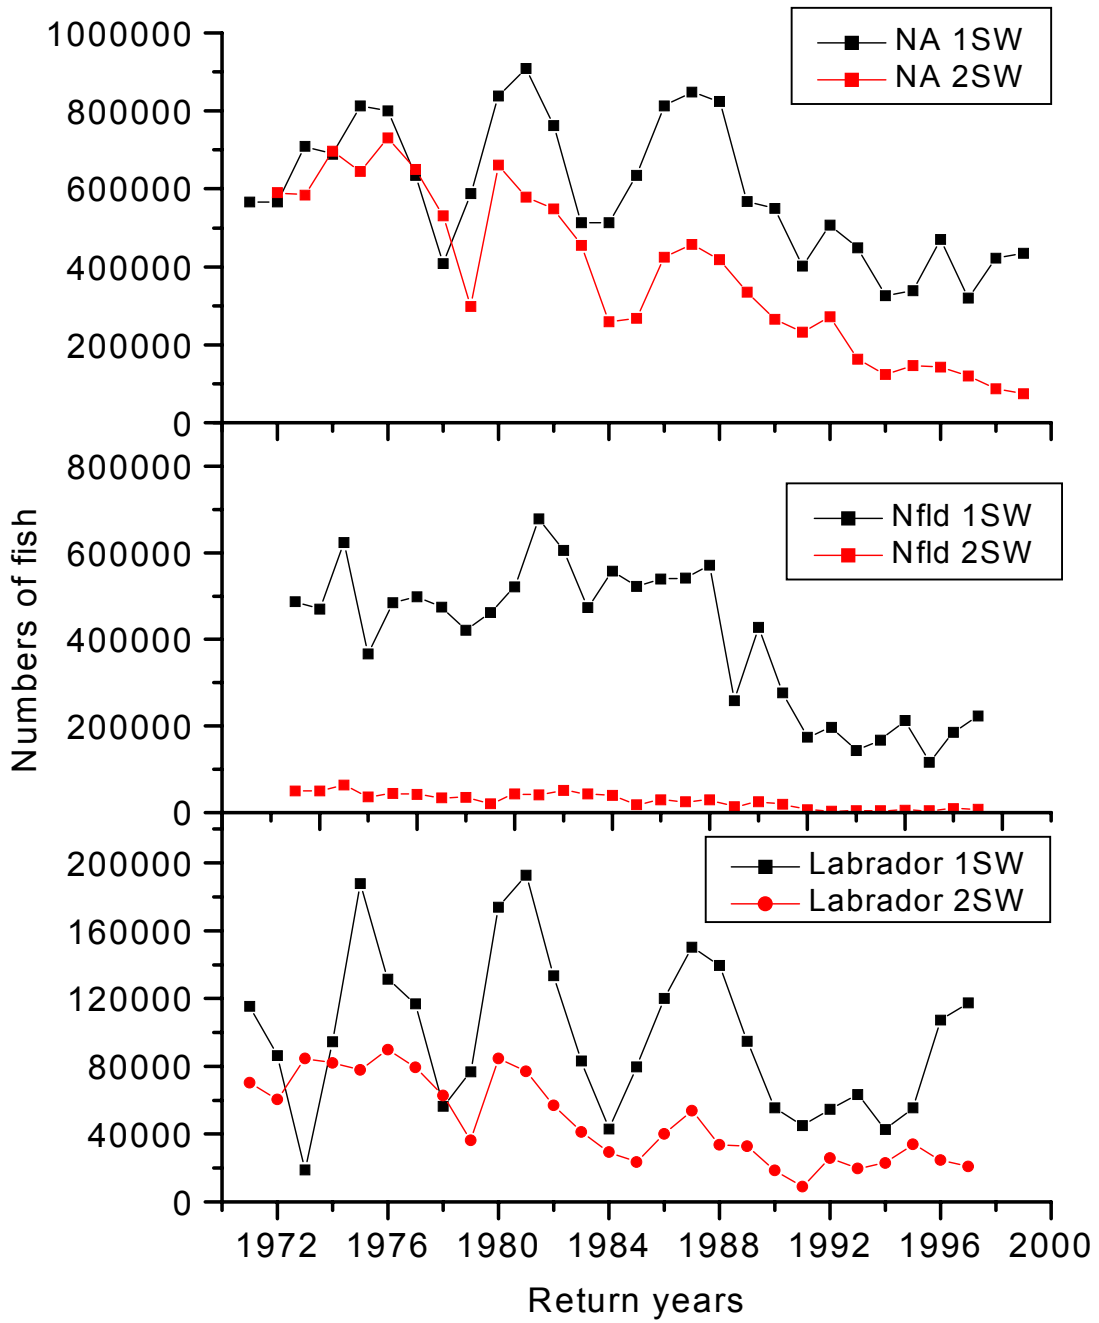 1000000
800000
600000
400000
200000
0
NA 1SW
NA 2SW
800000
600000
400000
200000
0
Nfld 1SW
Nfld 2SW
Numbers of fish
200000
160000
120000
80000
40000
0
Labrador 1SW
Labrador 2SW
1972 1976 1980 1984 1988 1992 1996 2000
Return years